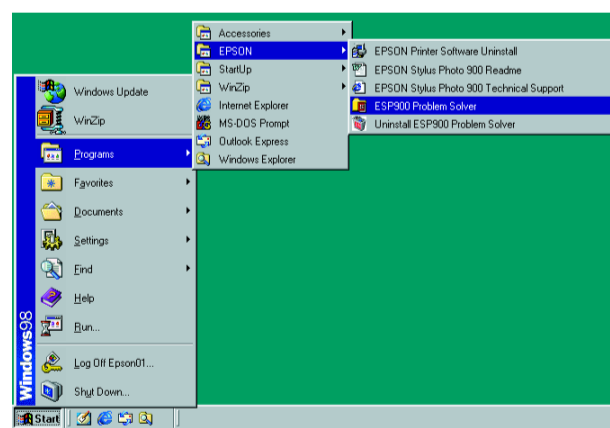 Accessories
EPSON
StartUp
WinZip
Internet Explorer
MS-DOS Prompt
Outlook Express
Windows Explorer
EPSON Printer Software Uninstall
EPSON Stylus Photo 900 Readme
EPSON Stylus Photo 900 Technical Support
ESP900 Problem Solver
Uninstall ESP900 Problem Solver
Windows Update
WinZip
Programs
Favorites
Documents
Settings
Find
Help
Run...
Log Off Epson01...
Shut Down...
Windows98
Start